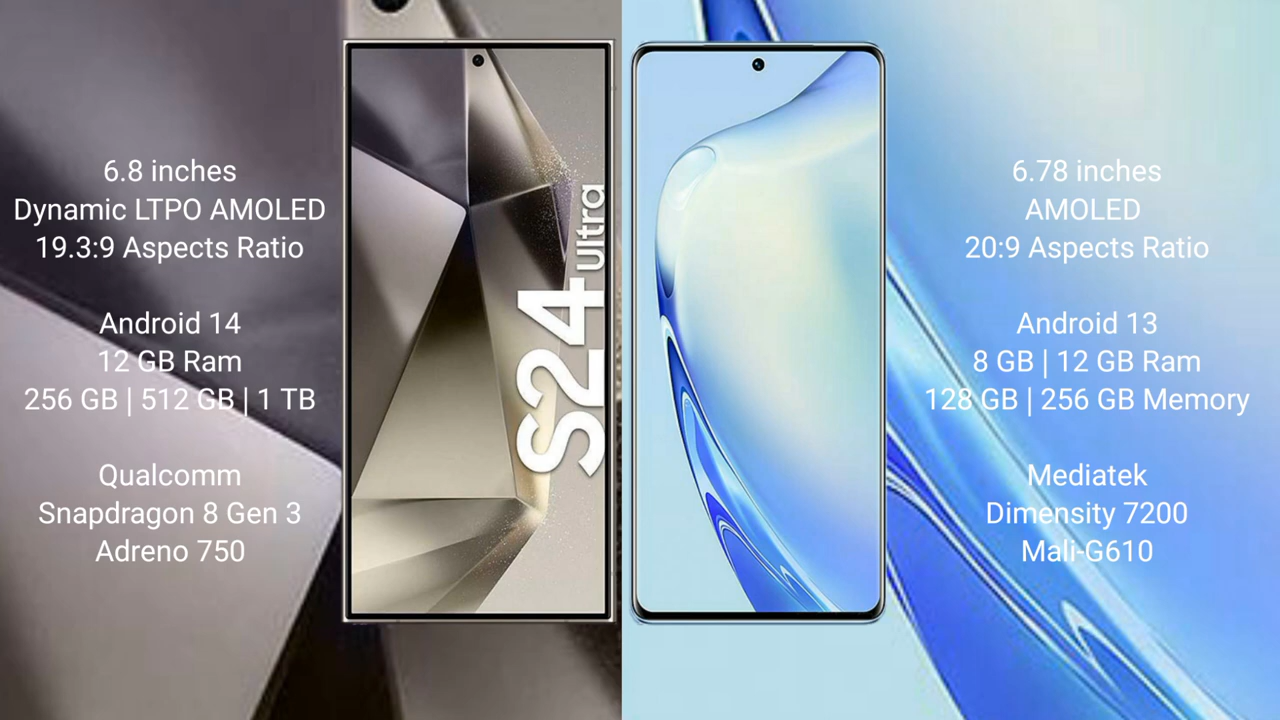 6.8 inches
Dynamic LTPO AMOLED
19.3:9 Aspects Ratio
Android 14
12 GB Ram
256 GB | 512 GB | 1 TB
Qualcomm
Snapdragon 8 Gen 3
Adreno 750
S24 Ultra
6.78 inches
AMOLED
20:9 Aspects Ratio
Android 13
8 GB | 12 GB Ram
128 GB | 256 GB Memory
Mediatek
Dimensity 7200
Mali-G610